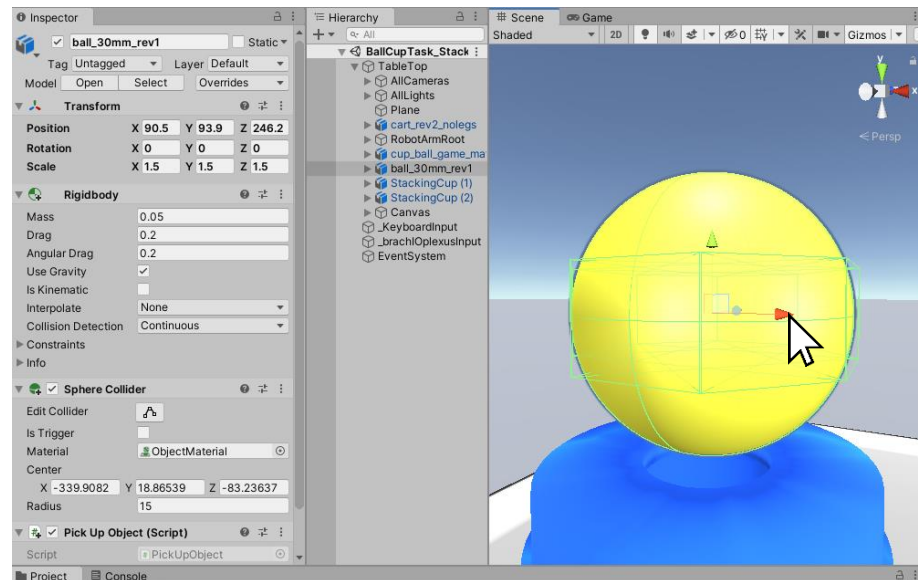 Inspector
ball_30mm_rev1 Static
Tag Untagged Layer Default
Model Open Select Overrides
Transform
Position X 90.5 Y 93.9 Z 246.2
Rotation X 0 Y 0 Z 0
Scale X 1.5 Y 1.5 Z 1.5
Rigidbody
Mass 0.05
Drag 0.2
Angular Drag 0.2
Use Gravity
Is Kinematic
Interpolate None
Collision Detection Continuous
Constraints
Info
Sphere Collider
Edit Collider
Is Trigger
Material ObjectMaterial
Center
X -339.9082 Y 18.86539 Z -83.23637
Radius 15
Pick Up Object (Script)
Script PickUpObject
Project Console
Hierarchy
All
BallCupTask_Stack
TableTop
AllCameras
AllLights
Plane
cart_rev2_nolegs
RobotArmRoot
cup_ball_game_ma
ball_30mm_rev1
StackingCup (1)
StackingCup (2)
Canvas
_KeyboardInput
_brachIOplexusInput
EventSystem
Scene Game
Shaded 2D 0 Gizmos
y
x
Persp